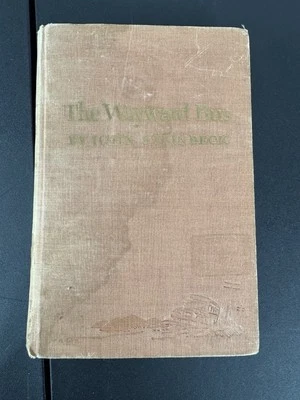 The Wayward Bus
BY JOHN STEINBECK